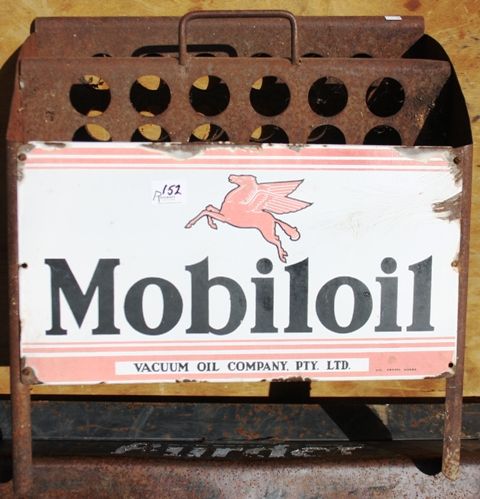 152
Mobiloil
VACUUM OIL COMPANY. PTY. LTD.